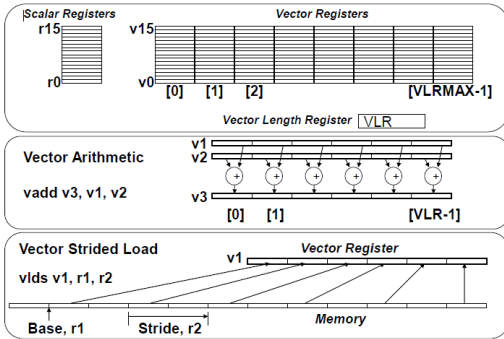 Scalar Registers Vector Registers
r15 v15
r0 v0
[0] [1] [2] [VLRMAX-1]
Vector Length Register VLR
v1
Vector Arithmetic v2
+ + + + + +
vadd v3, v1, v2
v3
[0] [1] [VLR-1]
Vector Strided Load Vector Register
v1
vlds v1, r1, r2
Base, r1 Stride, r2 Memory